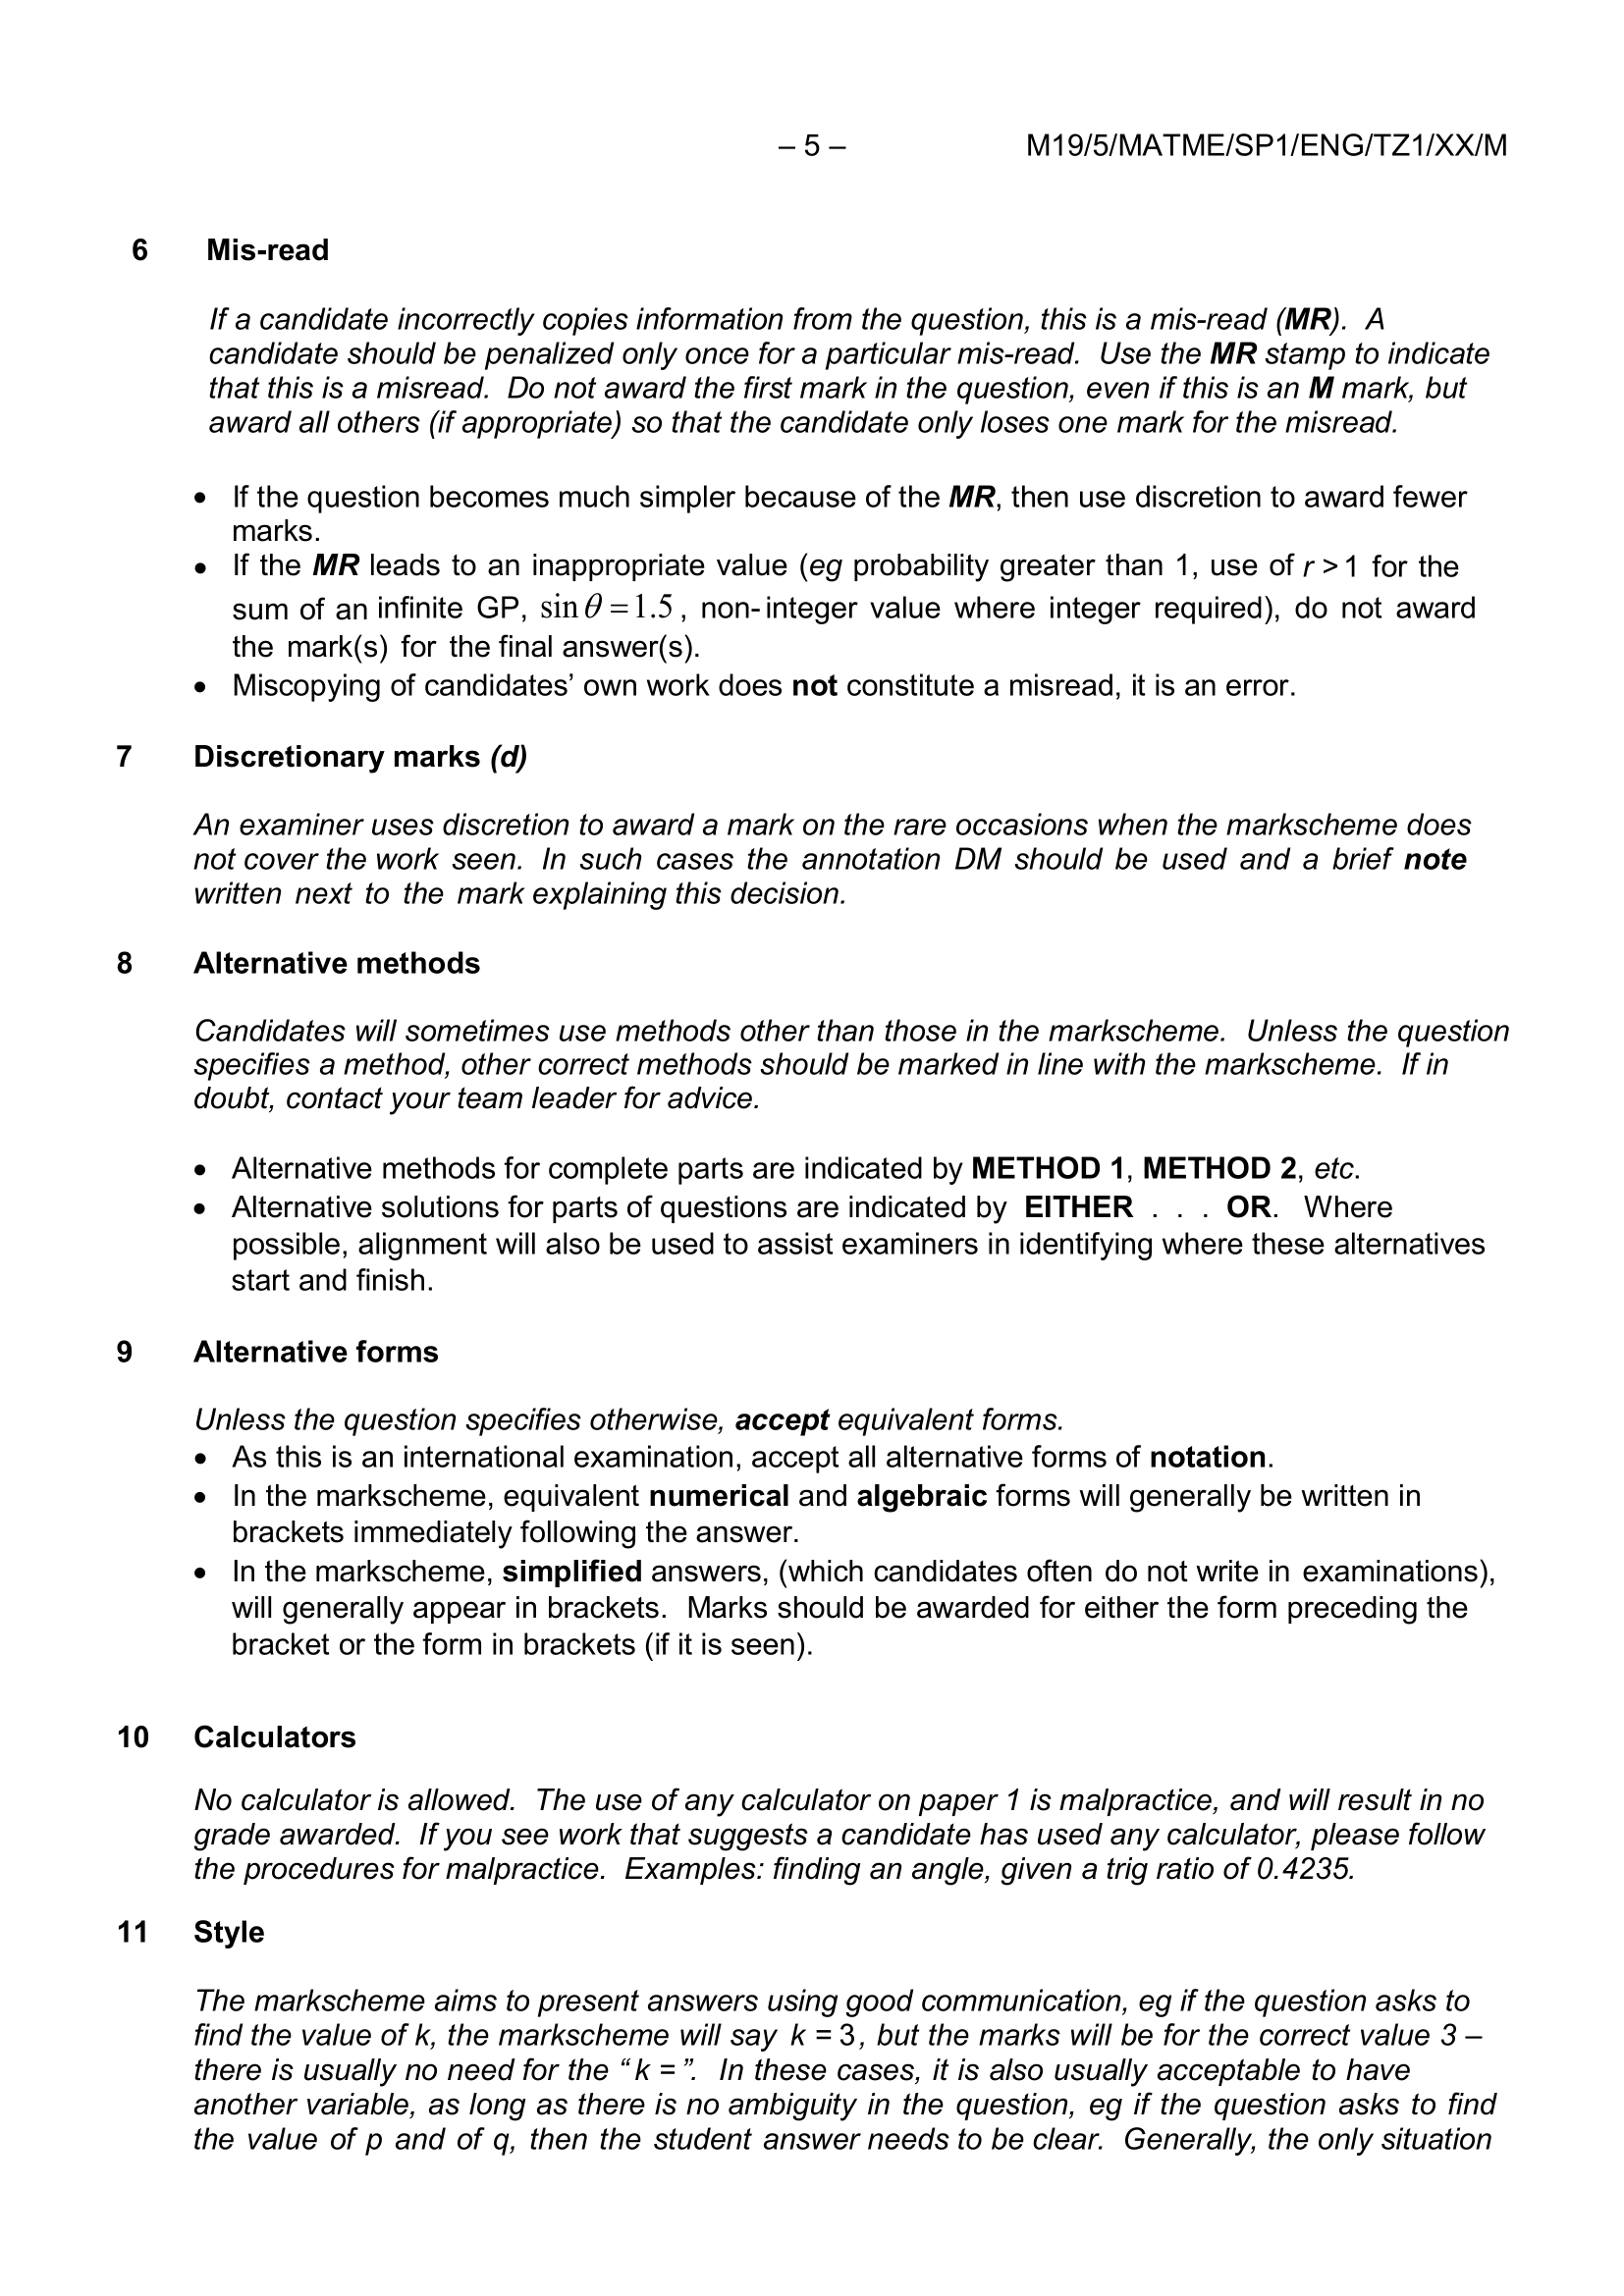 – 5 – M19/5/MATME/SP1/ENG/TZ1/XX/M
6 Mis-read
If a candidate incorrectly copies information from the question, this is a mis-read (MR). A
candidate should be penalized only once for a particular mis-read. Use the MR stamp to indicate
that this is a misread. Do not award the first mark in the question, even if this is an M mark, but
award all others (if appropriate) so that the candidate only loses one mark for the misread.
• If the question becomes much simpler because of the MR, then use discretion to award fewer
marks.
• If the MR leads to an inappropriate value (eg probability greater than 1, use of r > 1 for the
sum of an infinite GP, sin θ = 1.5 , non- integer value where integer required), do not award
the mark(s) for the final answer(s).
• Miscopying of candidates’ own work does not constitute a misread, it is an error.
7 Discretionary marks (d)
An examiner uses discretion to award a mark on the rare occasions when the markscheme does
not cover the work seen. In such cases the annotation DM should be used and a brief note
written next to the mark explaining this decision.
8 Alternative methods
Candidates will sometimes use methods other than those in the markscheme. Unless the question
specifies a method, other correct methods should be marked in line with the markscheme. If in
doubt, contact your team leader for advice.
• Alternative methods for complete parts are indicated by METHOD 1, METHOD 2, etc.
• Alternative solutions for parts of questions are indicated by EITHER . . . OR. Where
possible, alignment will also be used to assist examiners in identifying where these alternatives
start and finish.
9 Alternative forms
Unless the question specifies otherwise, accept equivalent forms.
• As this is an international examination, accept all alternative forms of notation.
• In the markscheme, equivalent numerical and algebraic forms will generally be written in
brackets immediately following the answer.
• In the markscheme, simplified answers, (which candidates often do not write in examinations),
will generally appear in brackets. Marks should be awarded for either the form preceding the
bracket or the form in brackets (if it is seen).
10 Calculators
No calculator is allowed. The use of any calculator on paper 1 is malpractice, and will result in no
grade awarded. If you see work that suggests a candidate has used any calculator, please follow
the procedures for malpractice. Examples: finding an angle, given a trig ratio of 0.4235.
11 Style
The markscheme aims to present answers using good communication, eg if the question asks to
find the value of k, the markscheme will say k = 3 , but the marks will be for the correct value 3 –
there is usually no need for the “ k = ”. In these cases, it is also usually acceptable to have
another variable, as long as there is no ambiguity in the question, eg if the question asks to find
the value of p and of q, then the student answer needs to be clear. Generally, the only situation